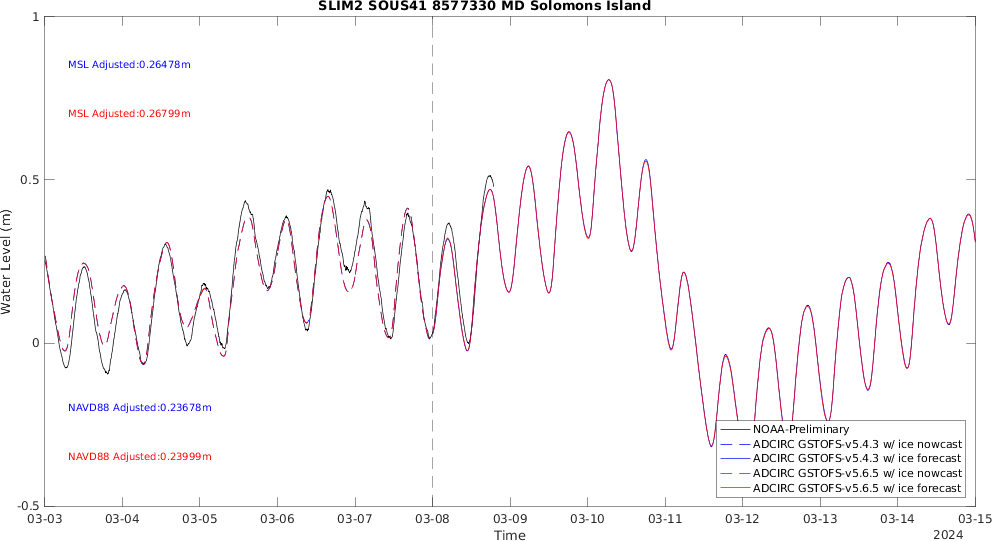 SLIM2 SOUS41 8577330 MD Solomons Island
1
MSL Adjusted:0.26478m
MSL Adjusted:0.26799m
0.5
Water Level (m)
0
NAVD88 Adjusted:0.23678m
NAVD88 Adjusted:0.23999m
NOAA-Preliminary
ADCIRC GSTOFS-v5.4.3 w/ ice nowcast
ADCIRC GSTOFS-v5.4.3 w/ ice forecast
ADCIRC GSTOFS-v5.6.5 w/ ice nowcast
ADCIRC GSTOFS-v5.6.5 w/ ice forecast
-0.5
03-03 03-04 03-05 03-06 03-07 03-08 03-09 03-10 03-11 03-12 03-13 03-14 03-15
Time
2024